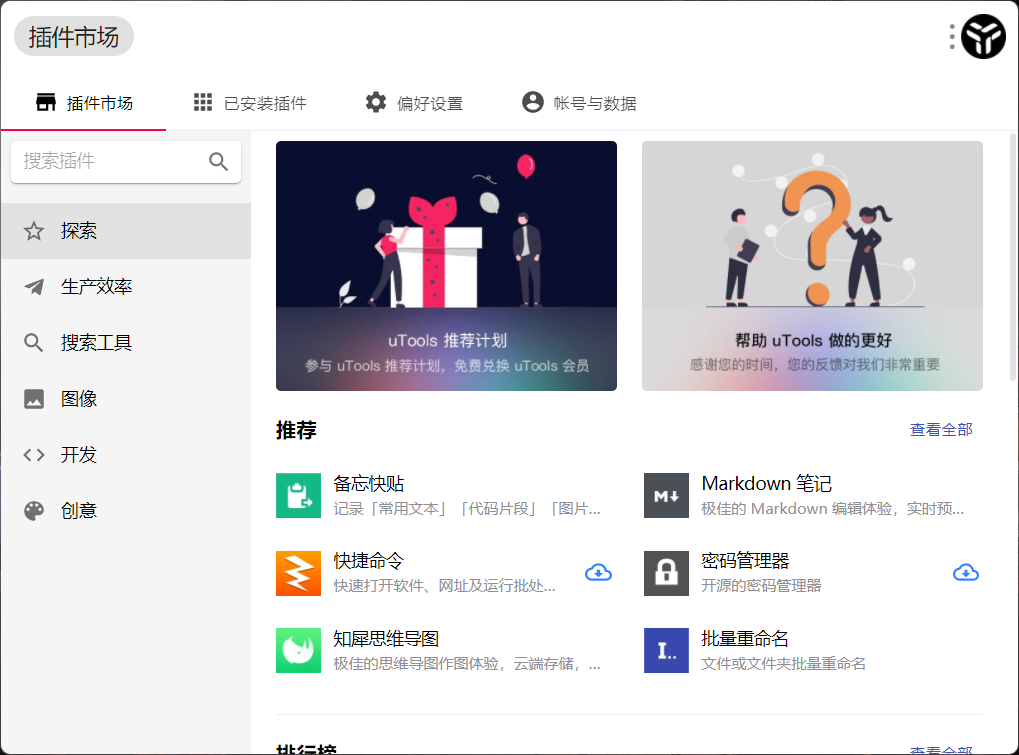 插件市场
插件市场
已安装插件
偏好设置
帐号与数据
搜索插件
探索
生产效率
搜索工具
图像
开发
创意
uTools 推荐计划
参与 uTools 推荐计划，免费兑换 uTools 会员
帮助 uTools 做的更好
感谢您的时间，您的反馈对我们非常重要
推荐
查看全部
备忘快贴
记录「常用文本」「代码片段」「图片...
M
Markdown 笔记
极佳的 Markdown 编辑体验，实时预...
快捷命令
快速打开软件、网址及运行批处...
密码管理器
开源的密码管理器
知犀思维导图
极佳的思维导图作图体验，云端存储，...
I..
批量重命名
文件或文件夹批量重命名
排行榜
查看全部